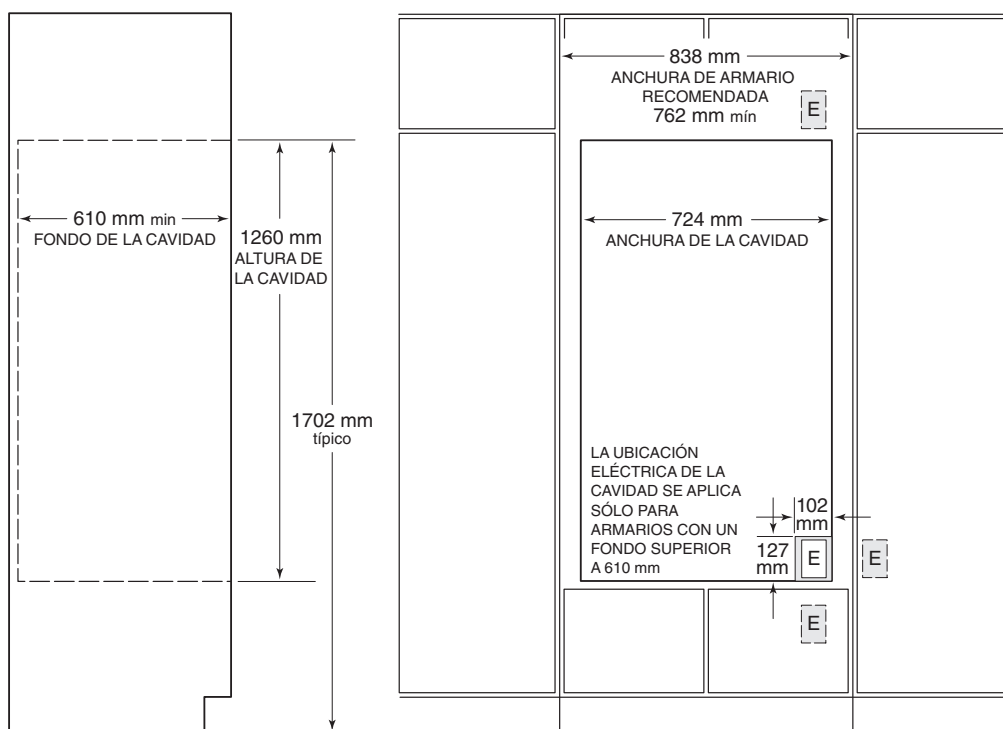 610 mm min
FONDO DE LA CAVIDAD
1260 mm
ALTURA DE
LA CAVIDAD
1702 mm
típico
838 mm
ANCHURA DE ARMARIO
RECOMENDADA
762 mm mín
E
724 mm
ANCHURA DE LA CAVIDAD
LA UBICACIÓN
ELÉCTRICA DE LA
CAVIDAD SE APLICA
SÓLO PARA
ARMARIOS CON UN
FONDO SUPERIOR
A 610 mm
102
mm
127
mm
E
E
E